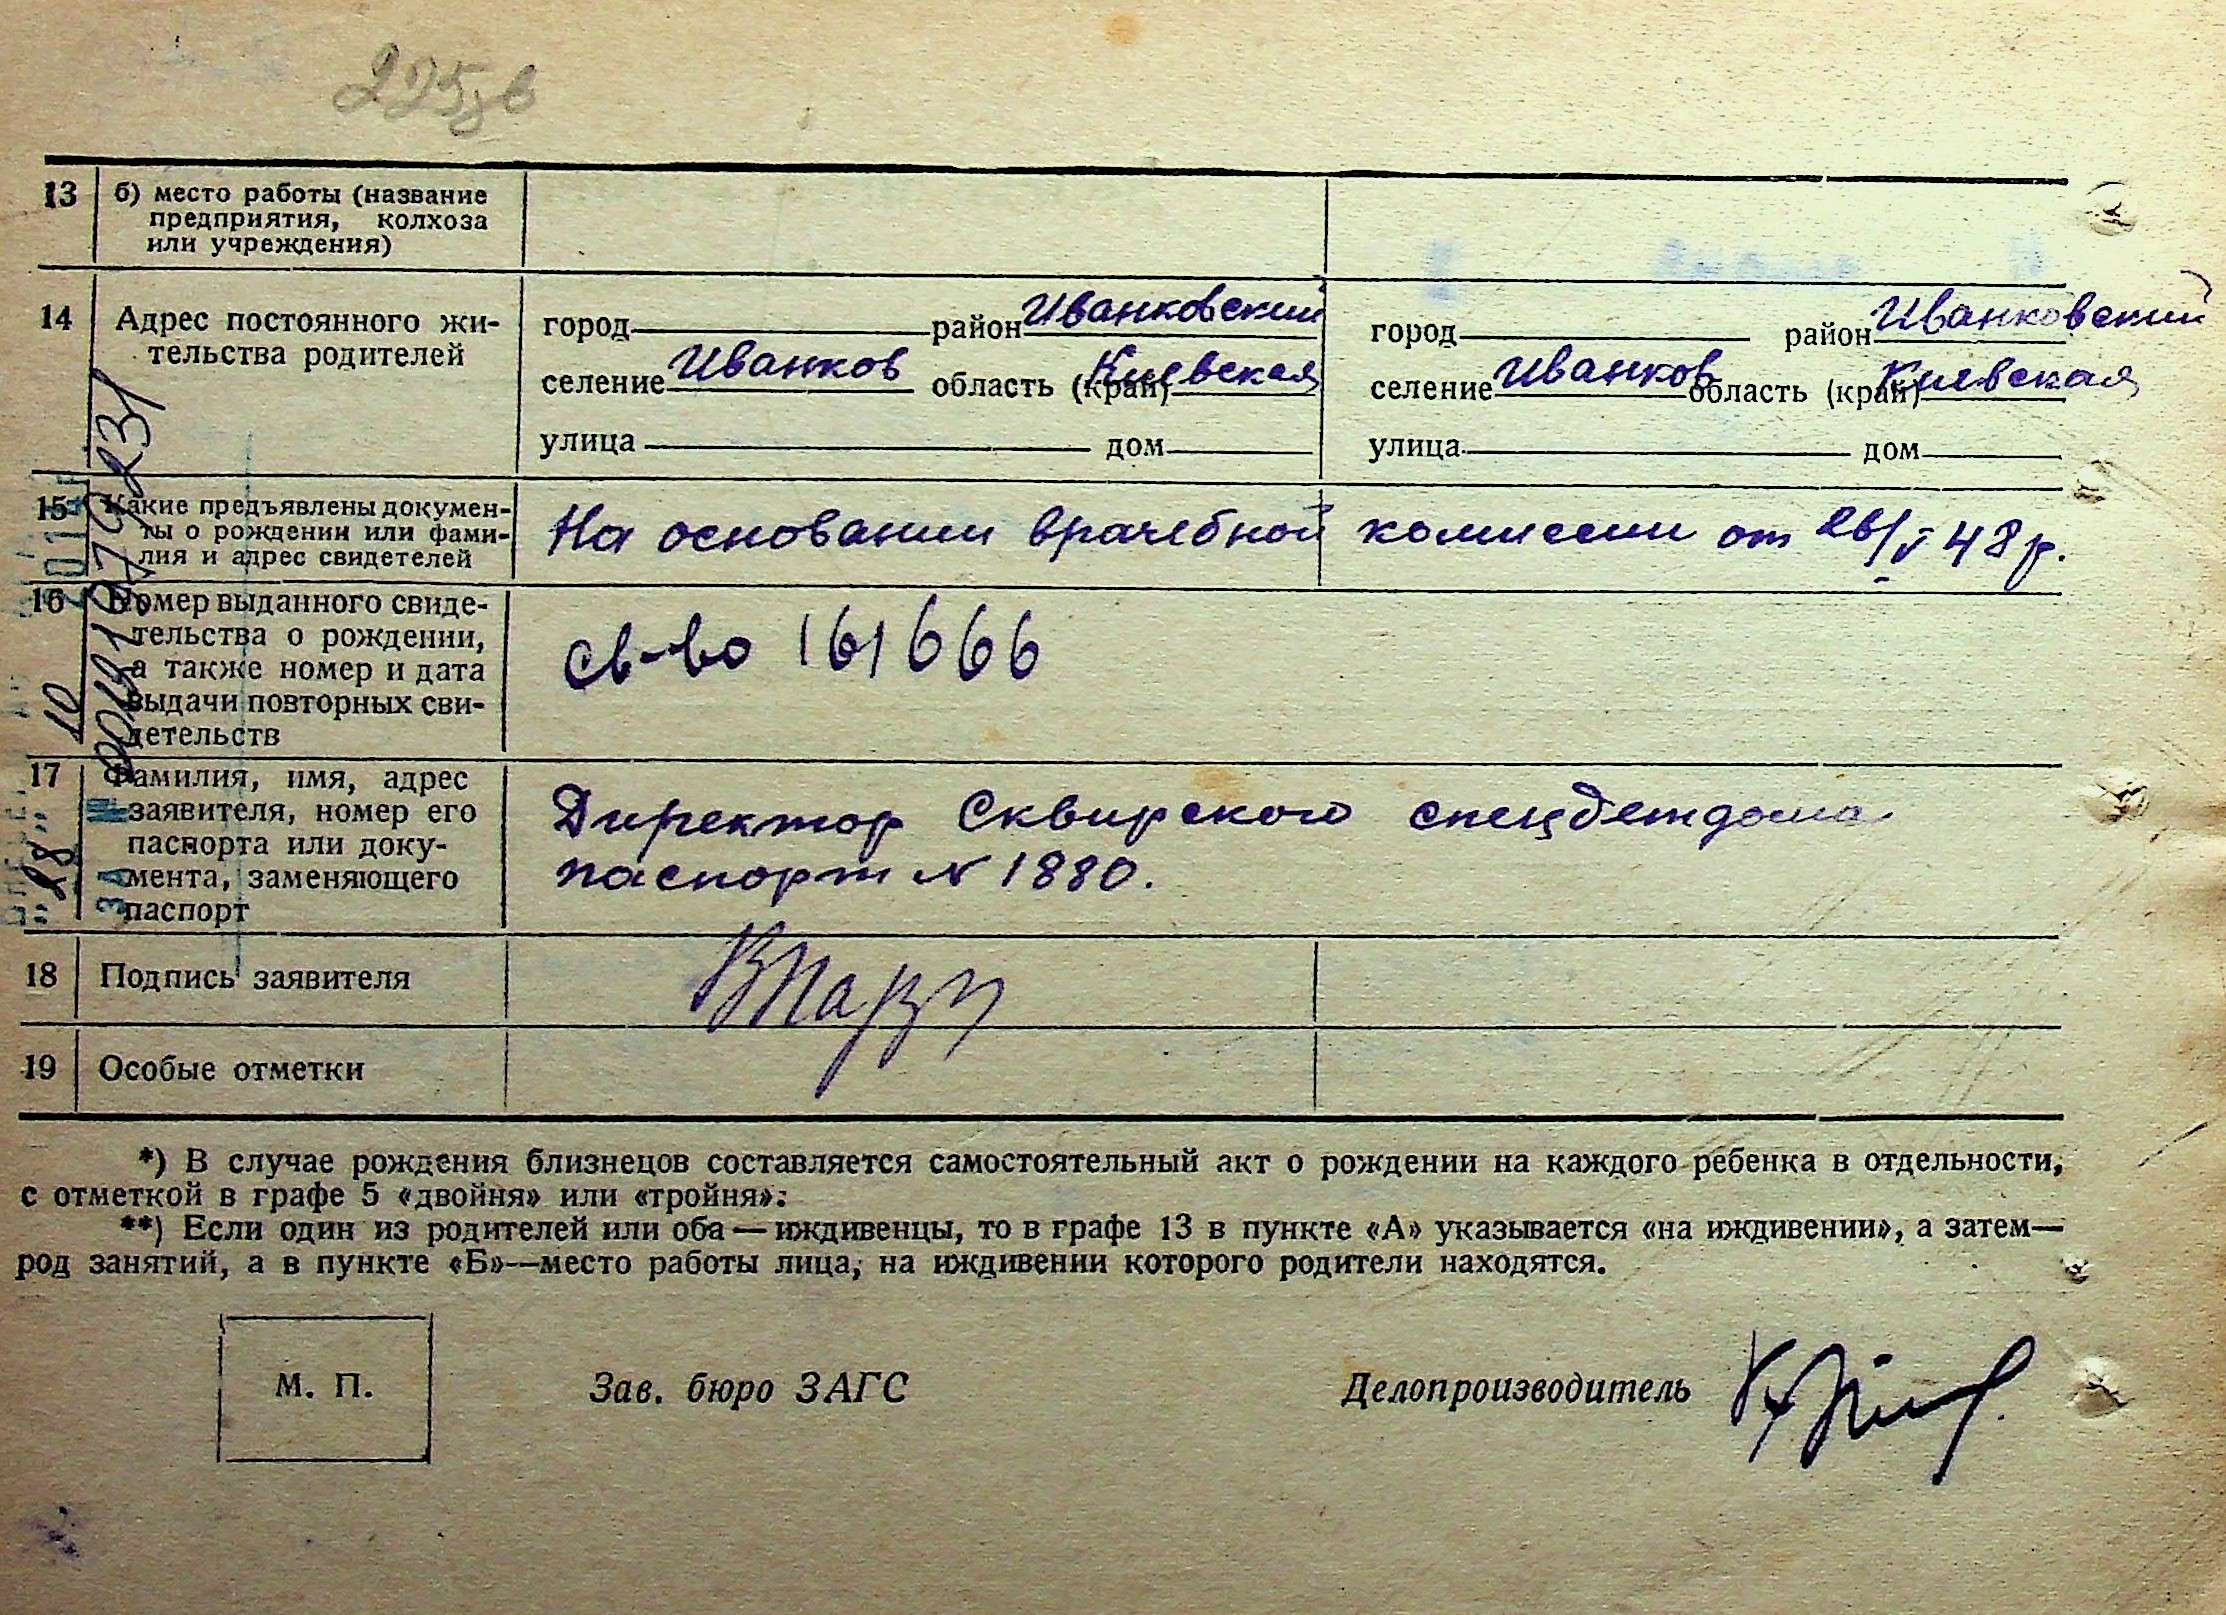 225зв
13 б) место работы (название
предприятия, колхоза
или учреждения)
14 Адрес постоянного жи-
тельства родителей
город район Иванковский
селение Иванков область (край) Киевская
улица дом
город район Иванковский
селение Иванков область (край) Киевская
улица дом
15 Какие предъявлены докумен-
ты о рождении или фами-
лия и адрес свидетелей
На основании врачебной комиссии от 26/V 48 р.
16 Номер выданного свиде-
тельства о рождении,
а также номер и дата
выдачи повторных сви-
детельств
св-во 161666
17 Фамилия, имя, адрес
заявителя, номер его
паспорта или доку-
мента, заменяющего
паспорт
Директор Сквирского спецдетдома
паспорт № 1880.
18 Подпись заявителя
19 Особые отметки
*) В случае рождения близнецов составляется самостоятельный акт о рождении на каждого ребенка в отдельности,
с отметкой в графе 5 «двойня» или «тройня».
**) Если один из родителей или оба — иждивенцы, то в графе 13 в пункте «А» указывается «на иждивении», а затем—
род занятий, а в пункте «Б»—место работы лица, на иждивении которого родители находятся.
М. П.
Зав. бюро ЗАГС
Делопроизводитель